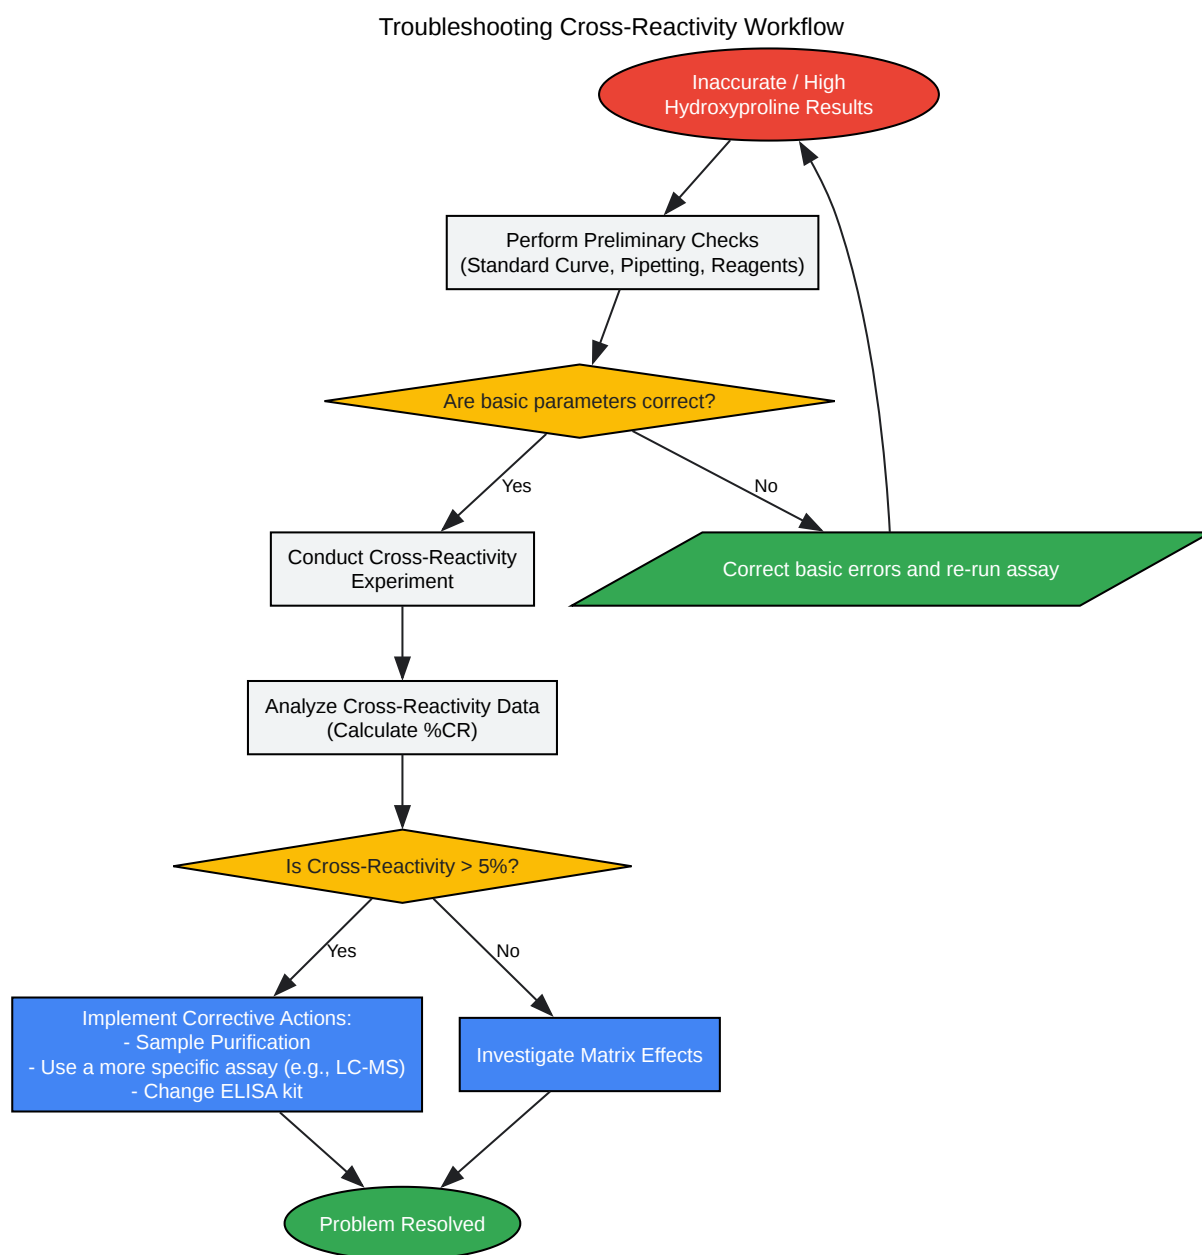 Troubleshooting Cross-Reactivity Workflow
Inaccurate / High
Hydroxyproline Results
Perform Preliminary Checks
(Standard Curve, Pipetting, Reagents)
Are basic parameters correct?
Yes
No
Conduct Cross-Reactivity
Experiment
Correct basic errors and re-run assay
Analyze Cross-Reactivity Data
(Calculate %CR)
Is Cross-Reactivity > 5%?
Yes
No
Implement Corrective Actions:
- Sample Purification
- Use a more specific assay (e.g., LC-MS)
- Change ELISA kit
Investigate Matrix Effects
Problem Resolved